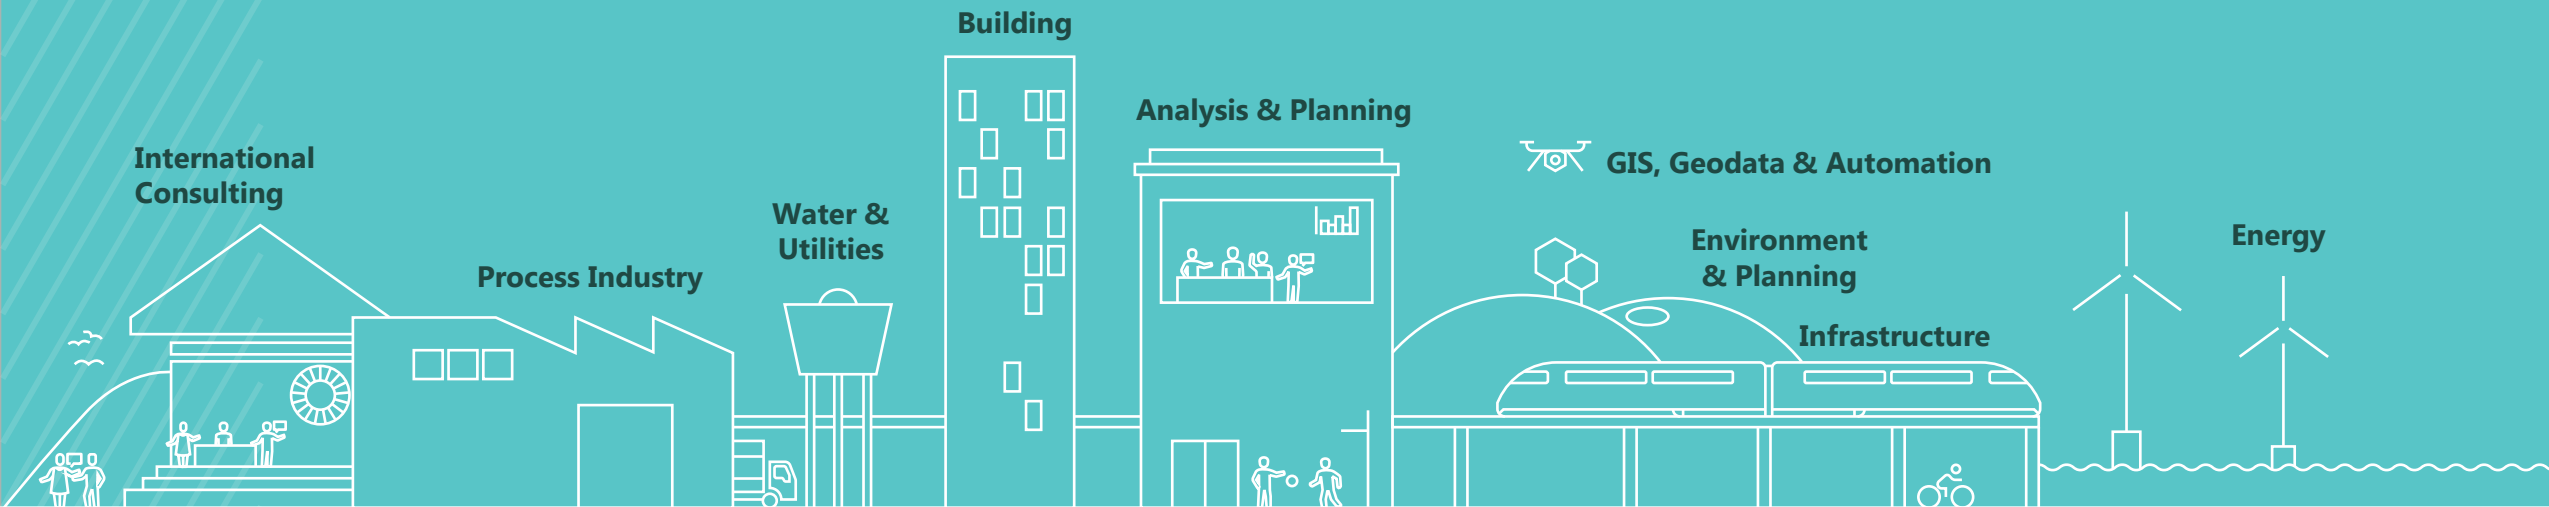 Building
Analysis & Planning
International
Consulting
GIS, Geodata & Automation
Water &
Utilities
Process Industry
Environment
& Planning
Energy
Infrastructure